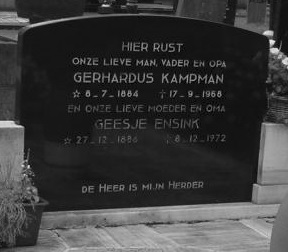 HIER RUST
ONZE LIEVE MAN, VADER EN OPA
GERHARDUS KAMPMAN
☆ 8-7-1884 † 17-9-1968
EN ONZE LIEVE MOEDER EN OMA
GEESJE ENSINK
☆ 27-12-1886 † 8-12-1972
DE HEER IS MIJN HERDER